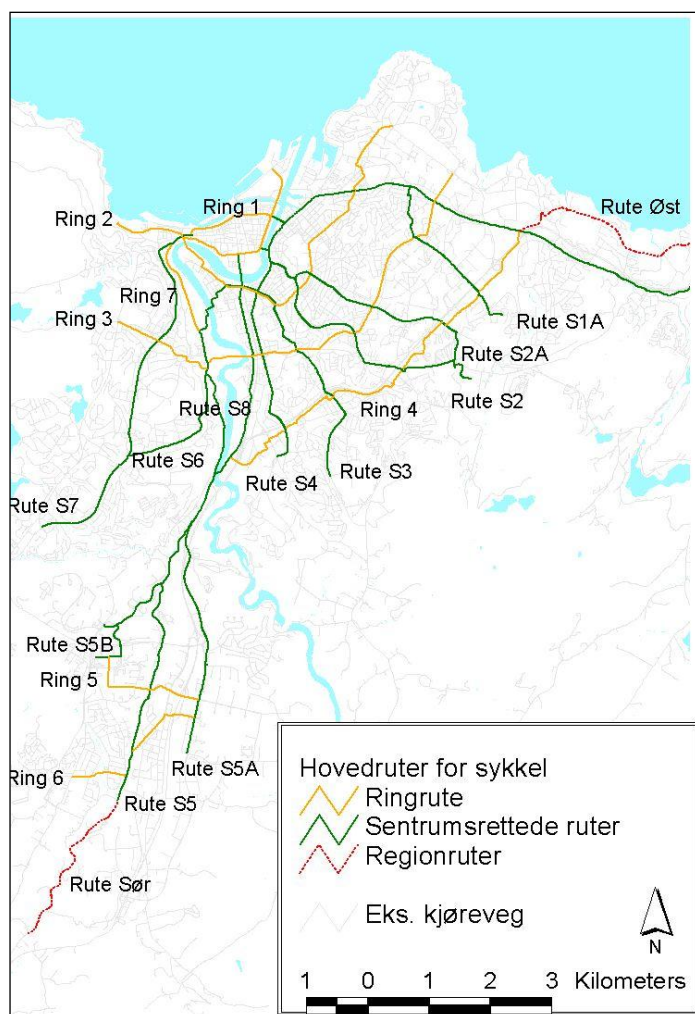 Ring 2
Ring 1
Rute Øst
Ring 7
Ring 3
Rute S1A
Rute S2A
Rute S2
Rute S8
Ring 4
Rute S6
Rute S4
Rute S3
Rute S7
Rute S5B
Ring 5
Ring 6
Rute S5A
Rute S5
Rute Sør
Hovedruter for sykkel
Ringrute
Sentrumsrettede ruter
Regionruter
Eks. kjøreveg
N
1 0 1 2 3 Kilometers